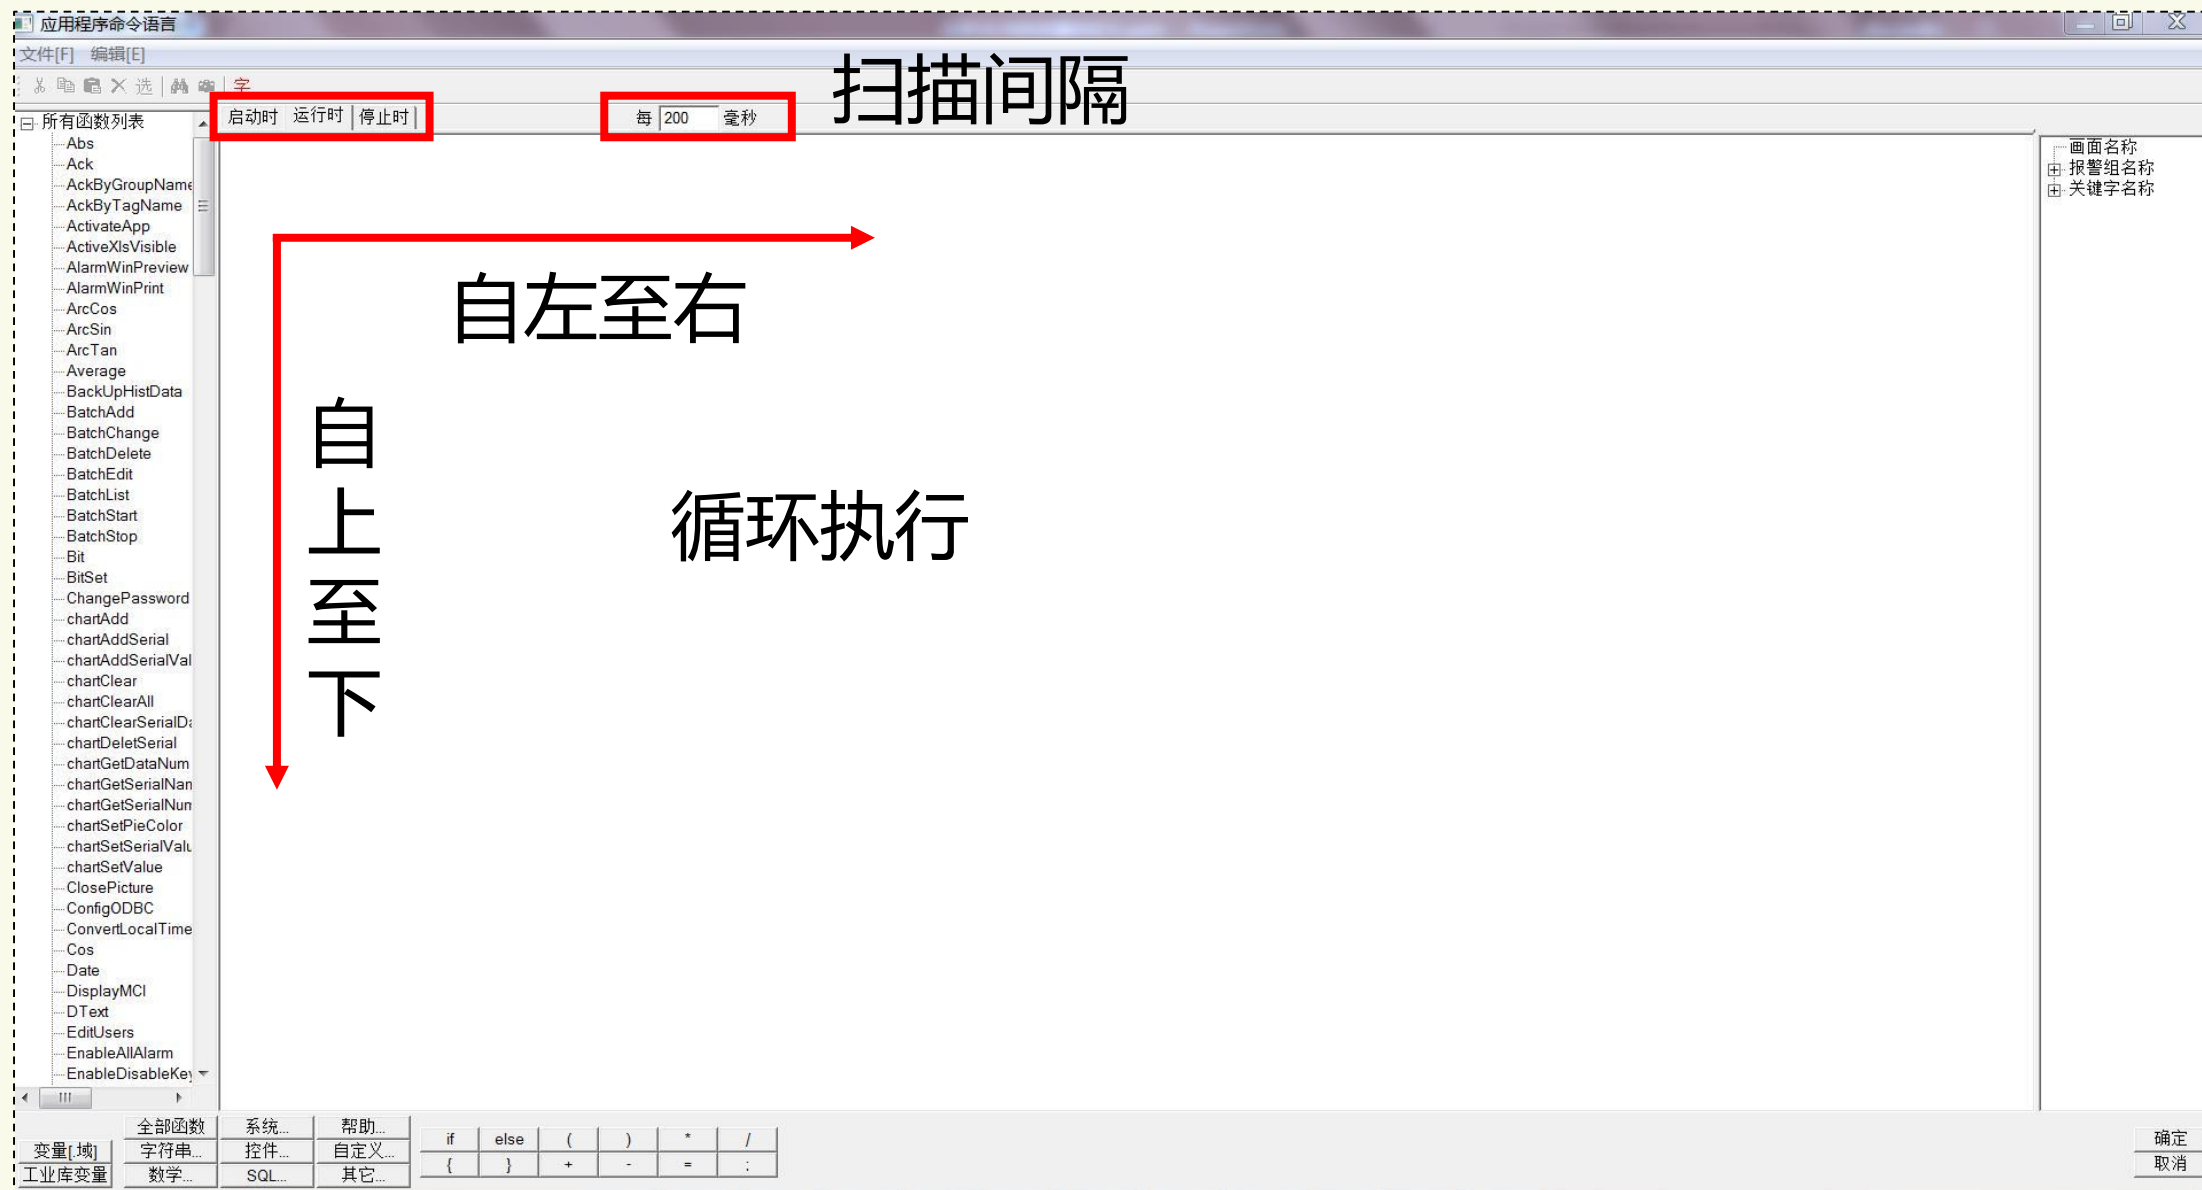 应用程序命令语言
文件[F] 编辑[E]
选 字
扫描间隔
启动时 运行时 停止时
每 200 毫秒
所有函数列表
Abs
Ack
AckByGroupName
AckByTagName
ActivateApp
ActiveXlsVisible
AlarmWinPreview
AlarmWinPrint
ArcCos
ArcSin
ArcTan
Average
BackUpHistData
BatchAdd
BatchChange
BatchDelete
BatchEdit
BatchList
BatchStart
BatchStop
Bit
BitSet
ChangePassword
chartAdd
chartAddSerial
chartAddSerialVal
chartClear
chartClearAll
chartClearSerialDa
chartDeletSerial
chartGetDataNum
chartGetSerialNan
chartGetSerialNum
chartSetPieColor
chartSetSerialValu
chartSetValue
ClosePicture
ConfigODBC
ConvertLocalTime
Cos
Date
DisplayMCI
DText
EditUsers
EnableAllAlarm
EnableDisableKey
自左至右
自上至下
循环执行
画面名称
报警组名称
关键字名称
全部函数 系统... 帮助...
变量[.域] 字符串... 控件... 自定义...
工业库变量 数学... SQL... 其它...
if else ( ) * /
{ } + - = ;
确定
取消